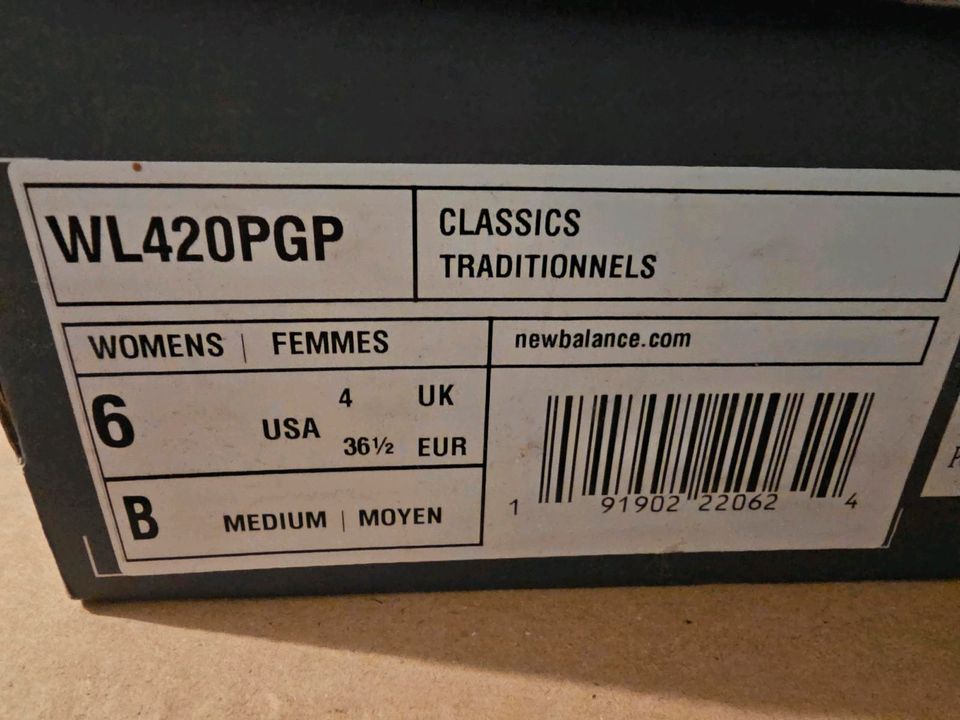 WL420PGP
CLASSICS
TRADITIONNELS
WOMENS | FEMMES
newbalance.com
6 USA 4 UK
36½ EUR
B MEDIUM | MOYEN
1 91902 22062 4